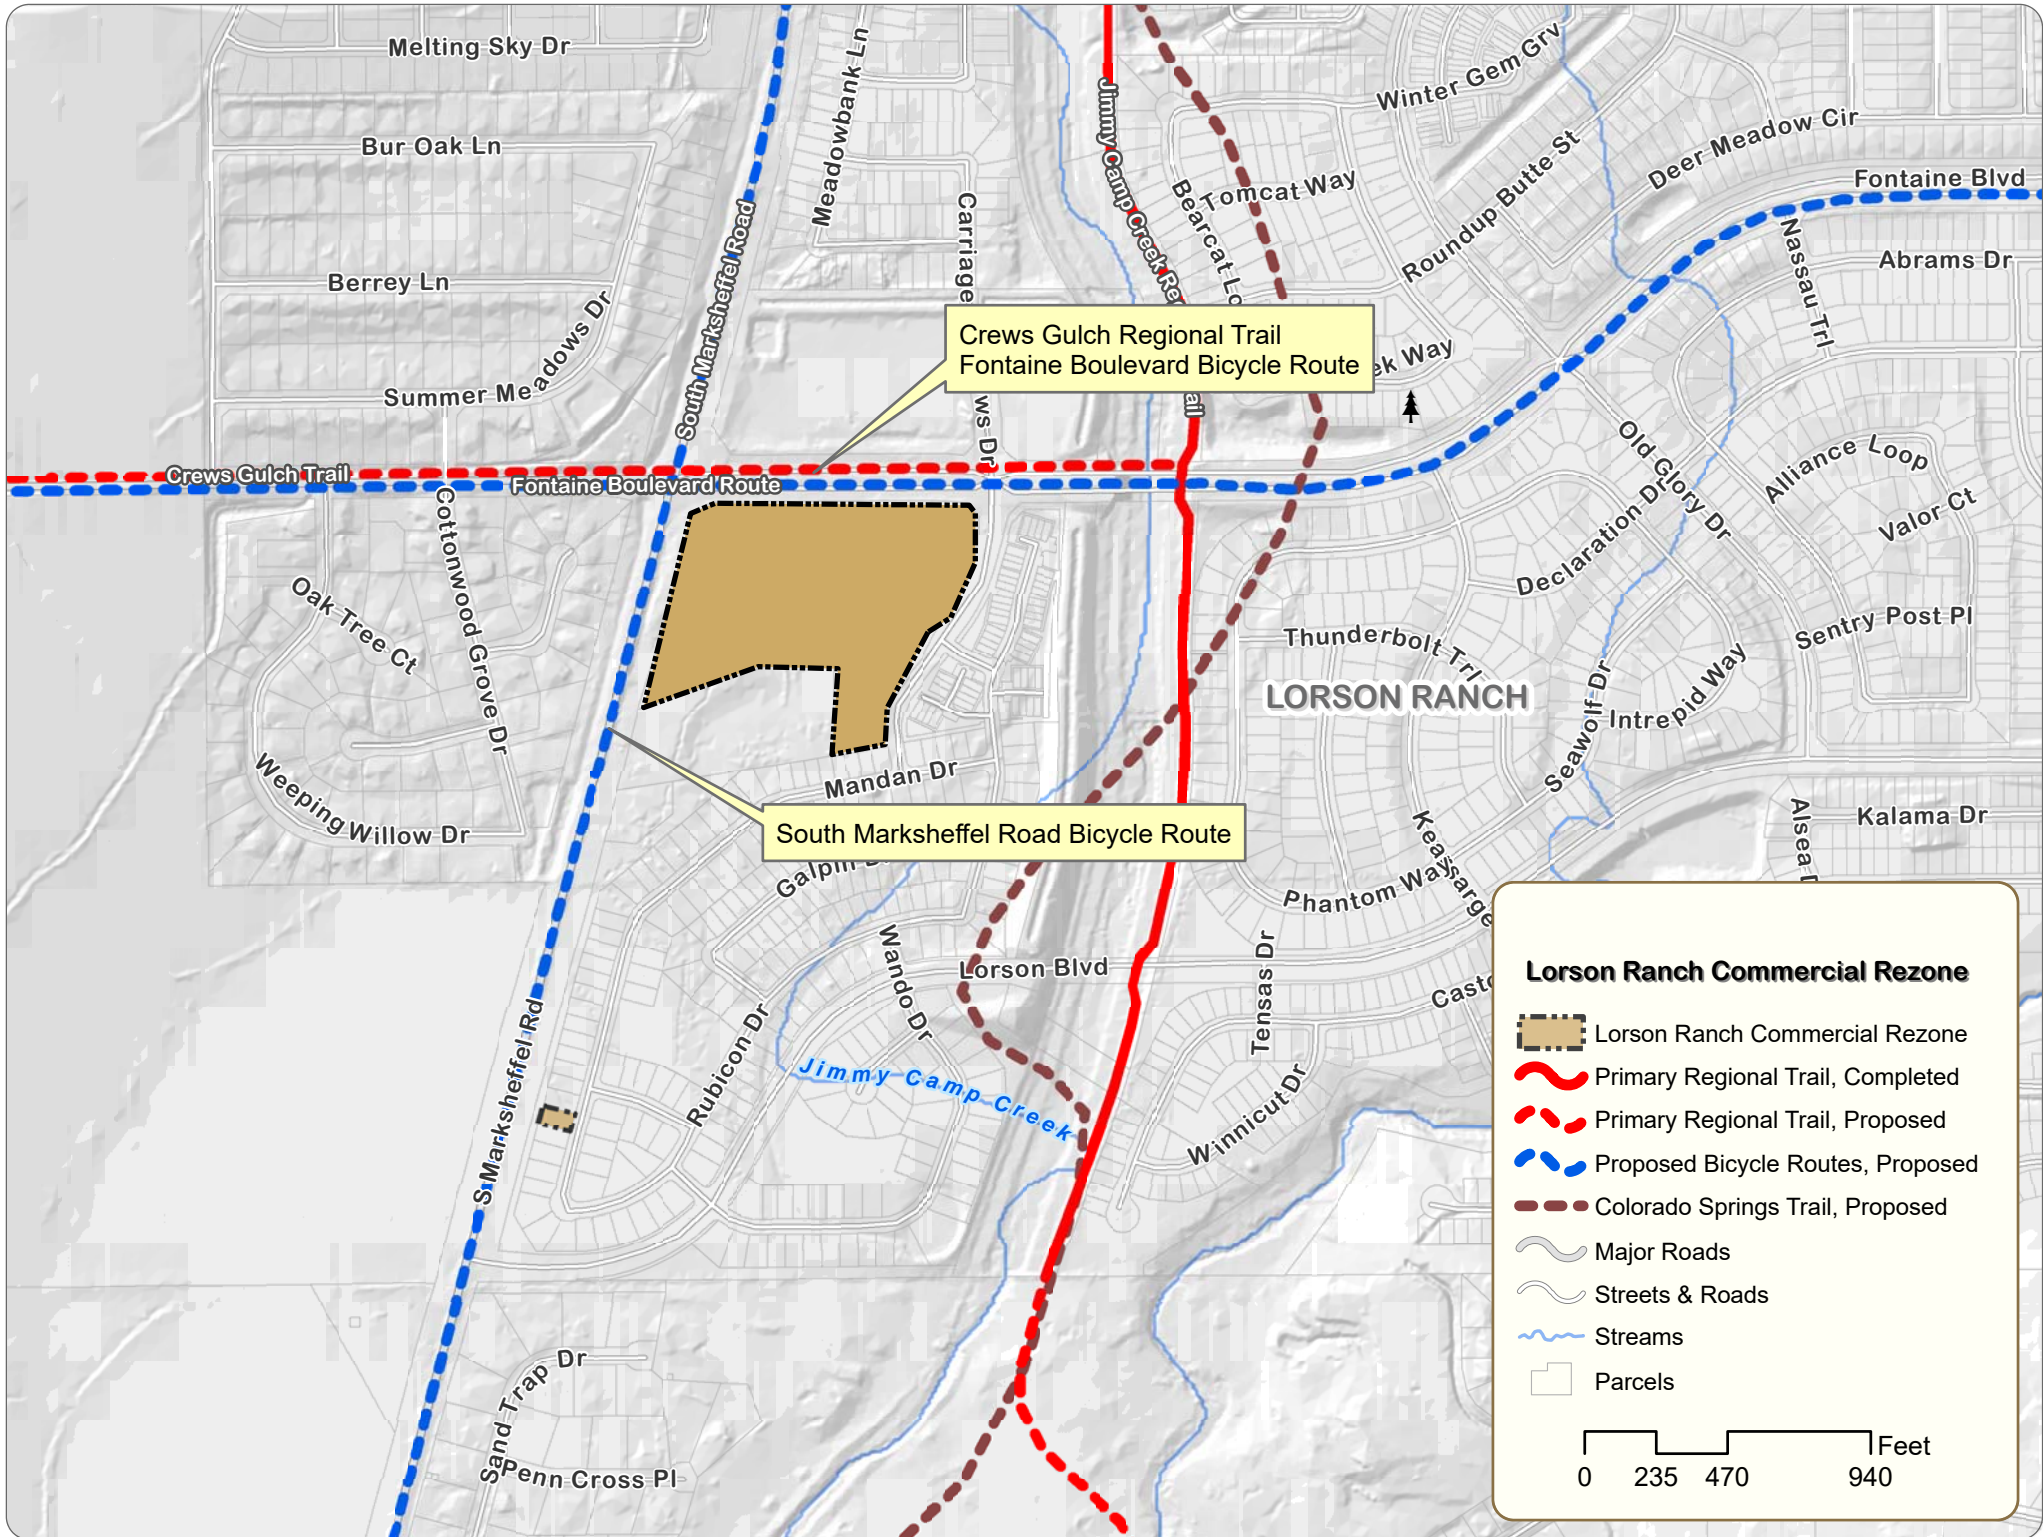 Melting Sky Dr
Bur Oak Ln
Berrey Ln
Summer Meadows Dr
South Marksheffel Road
Meadowbank Ln
Carriage
ws Dr
Jimmy Camp Creek Re
ail
Bearcat Lo
Tomcat Way
Winter Gem Grv
Roundup Butte St
Deer Meadow Cir
Fontaine Blvd
Nassau Trl
Abrams Dr
Crews Gulch Regional Trail
Fontaine Boulevard Bicycle Route
ek Way
Crews Gulch Trail
Fontaine Boulevard Route
Old Glory Dr
Alliance Loop
Valor Ct
Declaration Dr
Sentry Post Pl
Cottonwood Grove Dr
Oak Tree Ct
Weeping Willow Dr
Thunderbolt Trl
LORSON RANCH
Seawolf Dr
Intrepid Way
Mandan Dr
South Marksheffel Road Bicycle Route
Galpin D
Kearsarge
Phantom Way
Alsea D
Kalama Dr
Wando Dr
Lorson Blvd
Tensas Dr
Casto
Rubicon Dr
Jimmy Camp Creek
Winnicut Dr
S Marksheffel Rd
Sand Trap Dr
Penn Cross Pl
Lorson Ranch Commercial Rezone
Lorson Ranch Commercial Rezone
Primary Regional Trail, Completed
Primary Regional Trail, Proposed
Proposed Bicycle Routes, Proposed
Colorado Springs Trail, Proposed
Major Roads
Streets & Roads
Streams
Parcels
Feet
0 235 470 940